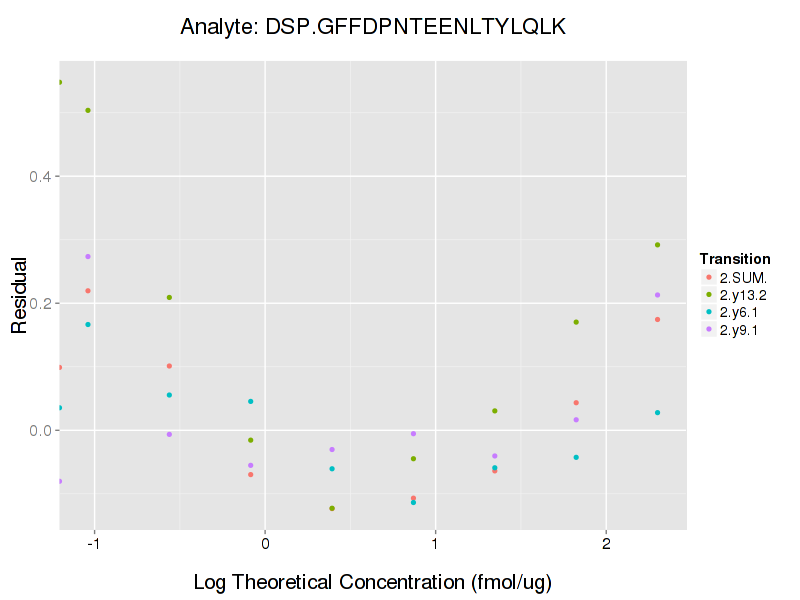 Analyte: DSP.GFFDPNTEENLTYLQLK
Residual
0.4
0.2
0.0
-1
0
1
2
Log Theoretical Concentration (fmol/ug)
Transition
2.SUM.
2.y13.2
2.y6.1
2.y9.1